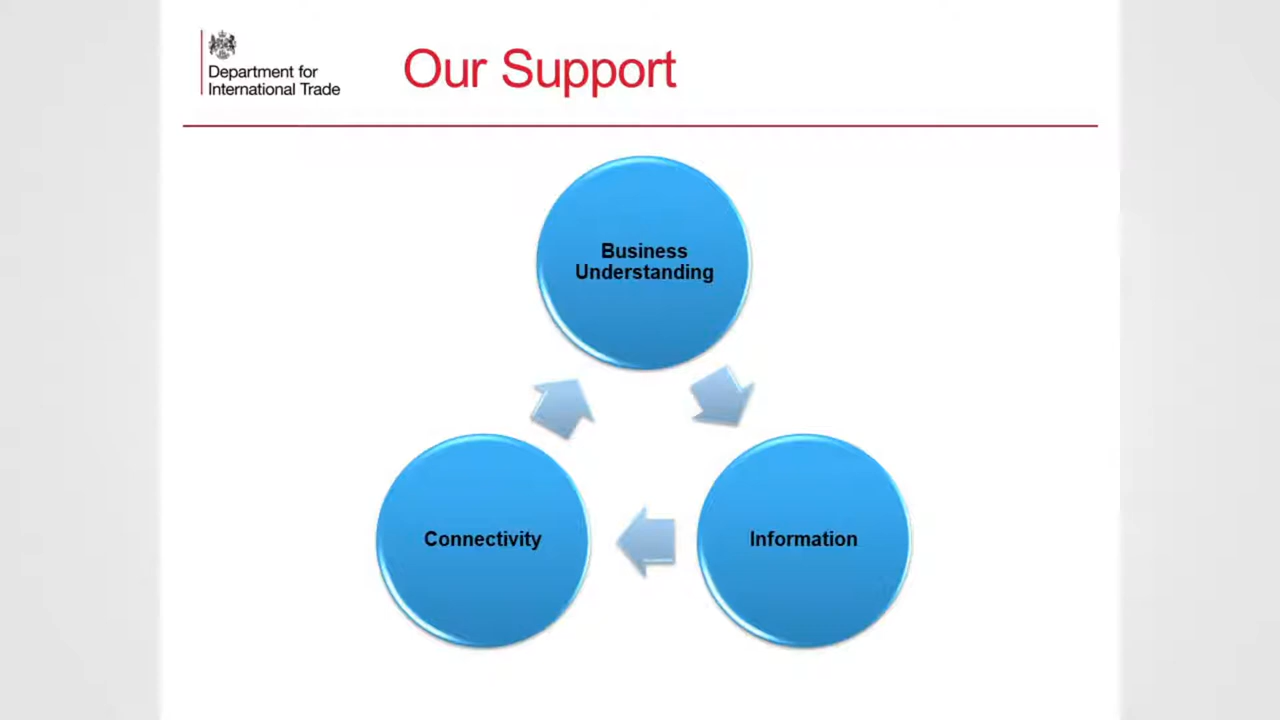 Department for
International Trade
Our Support
Business
Understanding
Connectivity
Information